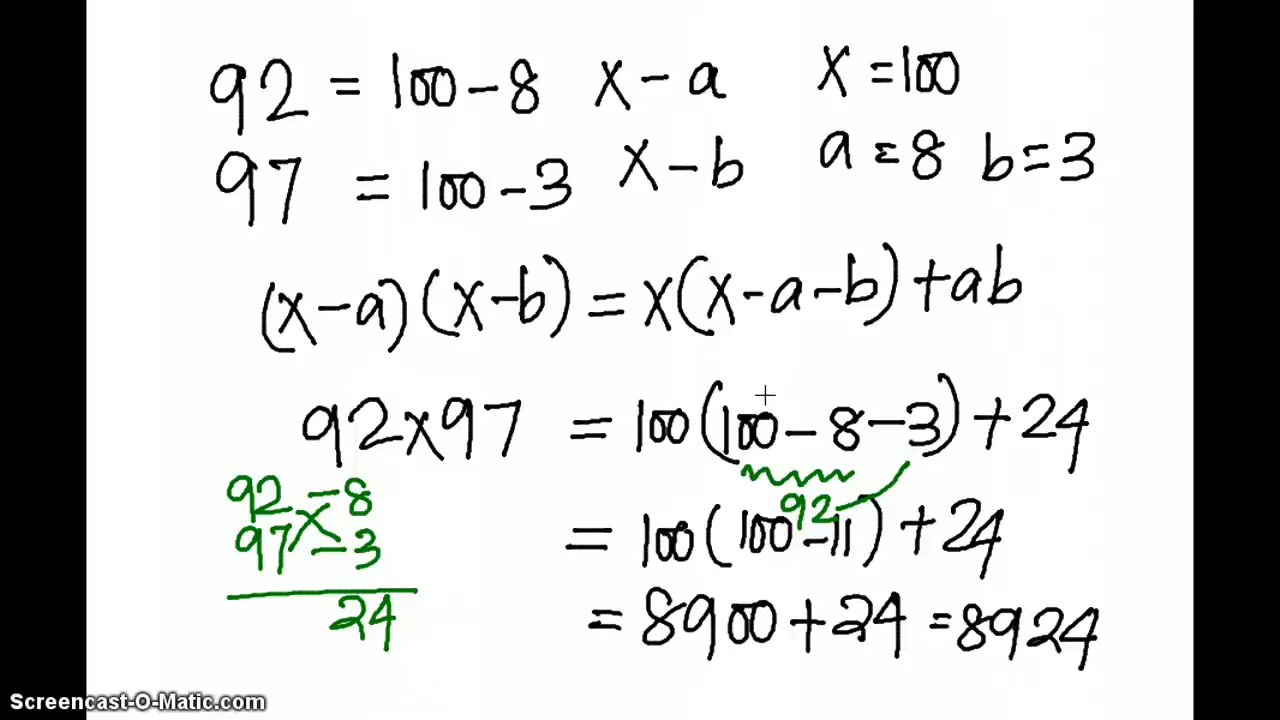 92 = 100 - 8 x - a x = 100
97 = 100 - 3 x - b a = 8 b = 3
(x - a) (x - b) = x(x - a - b) + ab
92 x 97 = 100(100 - 8 - 3) + 24
92 - 8
92
97 - 3
= 100(100 - 11) + 24
24
= 8900 + 24 = 8924
Screencast-O-Matic.com